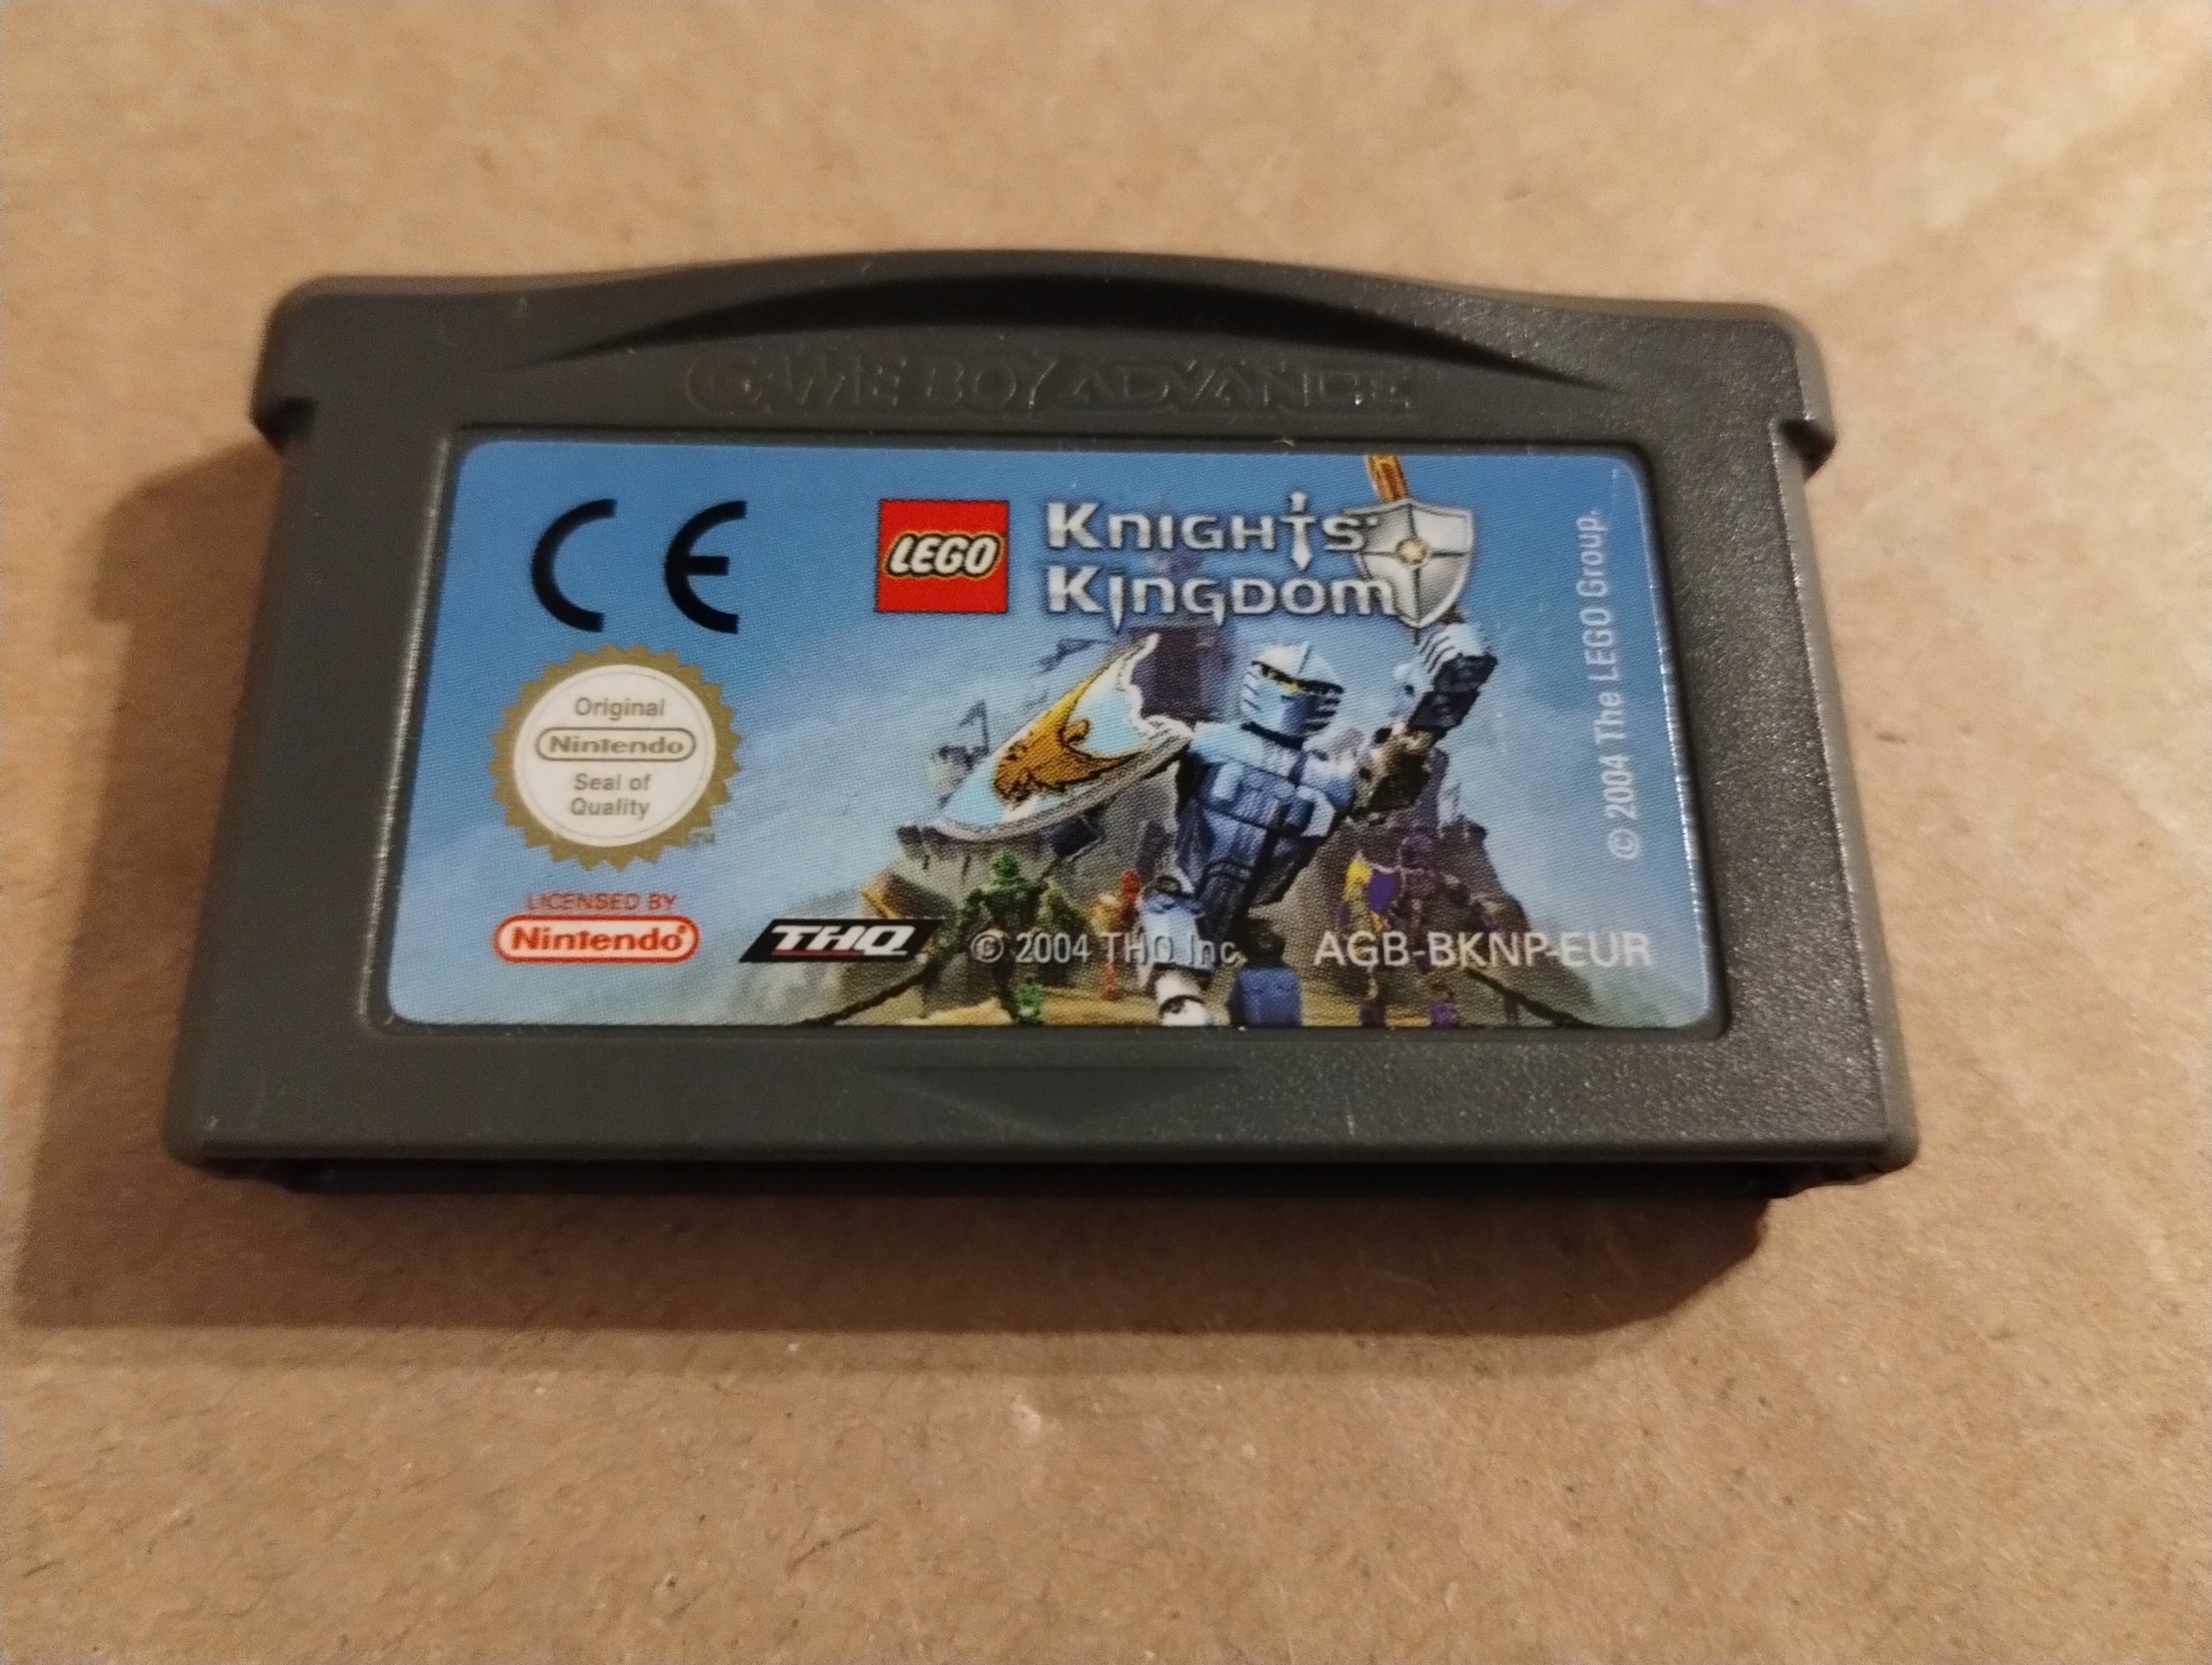 GAME BOY ADVANCE
CE
LEGO
KNIGHTS'
KINGDOM
Original
Nintendo
Seal of
Quality
TM
LICENSED BY
Nintendo®
THQ
© 2004 THQ Inc.
AGB-BKNP-EUR
© 2004 The LEGO Group.